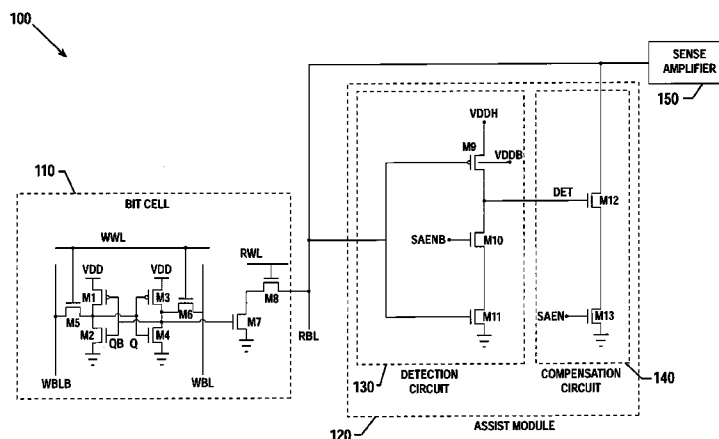 100
SENSE
AMPLIFIER
150
VDDH
M9
VDDB
110
BIT CELL
DET
M12
WWL
RWL
SAENB
M10
VDD
VDD
M1
M3
M8
M5
M6
M7
M2
M4
M11
SAEN
M13
QB
Q
RBL
WBLB
WBL
130
DETECTION
CIRCUIT
COMPENSATION
CIRCUIT
140
120
ASSIST MODULE